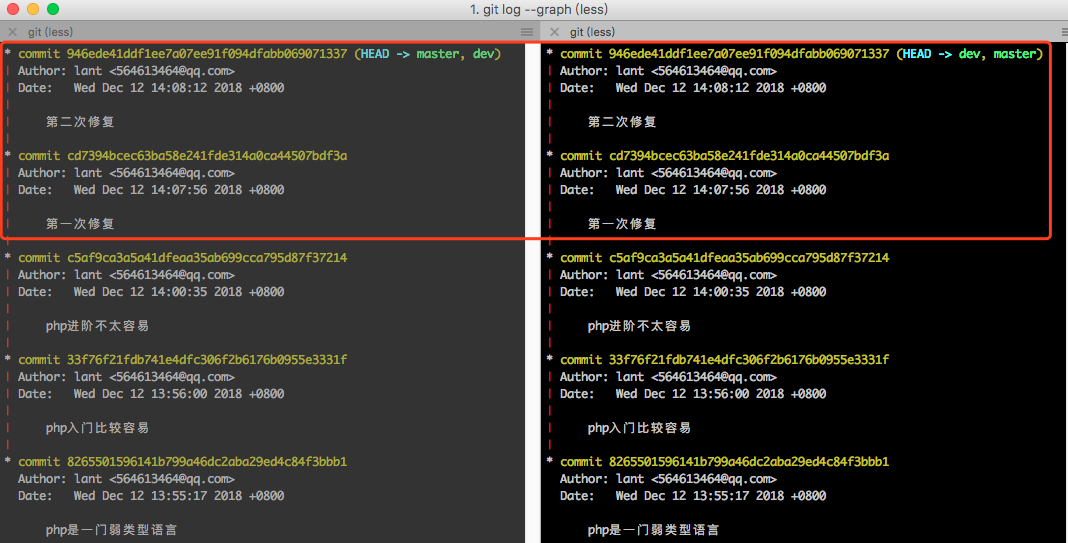 1. git log --graph (less)
git (less)
* commit 946ede41ddf1ee7a07ee91f094dfabb069071337 (HEAD -> master, dev)
| Author: lant <564613464@qq.com>
| Date:   Wed Dec 12 14:08:12 2018 +0800
|
|     第二次修复
|
* commit cd7394bcec63ba58e241fde314a0ca44507bdf3a
| Author: lant <564613464@qq.com>
| Date:   Wed Dec 12 14:07:56 2018 +0800
|
|     第一次修复
|
* commit c5af9ca3a5a41dfeaa35ab699cca795d87f37214
| Author: lant <564613464@qq.com>
| Date:   Wed Dec 12 14:00:35 2018 +0800
|
|     php进阶不太容易
|
* commit 33f76f21fdb741e4dfc306f2b6176b0955e3331f
| Author: lant <564613464@qq.com>
| Date:   Wed Dec 12 13:56:00 2018 +0800
|
|     php入门比较容易
|
* commit 8265501596141b799a46dc2aba29ed4c84f3bbb1
  Author: lant <564613464@qq.com>
  Date:   Wed Dec 12 13:55:17 2018 +0800

      php是一门弱类型语言
git (less)
* commit 946ede41ddf1ee7a07ee91f094dfabb069071337 (HEAD -> dev, master)
| Author: lant <564613464@qq.com>
| Date:   Wed Dec 12 14:08:12 2018 +0800
|
|     第二次修复
|
* commit cd7394bcec63ba58e241fde314a0ca44507bdf3a
| Author: lant <564613464@qq.com>
| Date:   Wed Dec 12 14:07:56 2018 +0800
|
|     第一次修复
|
* commit c5af9ca3a5a41dfeaa35ab699cca795d87f37214
| Author: lant <564613464@qq.com>
| Date:   Wed Dec 12 14:00:35 2018 +0800
|
|     php进阶不太容易
|
* commit 33f76f21fdb741e4dfc306f2b6176b0955e3331f
| Author: lant <564613464@qq.com>
| Date:   Wed Dec 12 13:56:00 2018 +0800
|
|     php入门比较容易
|
* commit 8265501596141b799a46dc2aba29ed4c84f3bbb1
  Author: lant <564613464@qq.com>
  Date:   Wed Dec 12 13:55:17 2018 +0800

      php是一门弱类型语言